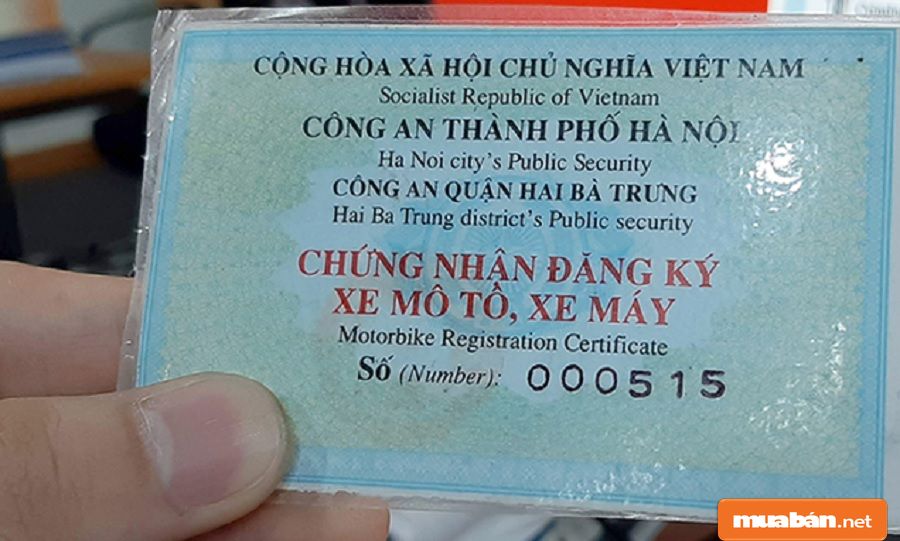 CỘNG HÒA XÃ HỘI CHỦ NGHĨA VIỆT NAM
Socialist Republic of Vietnam
CÔNG AN THÀNH PHỐ HÀ NỘI
Ha Noi city's Public Security
CÔNG AN QUẬN HAI BÀ TRƯNG
Hai Ba Trung district's Public security
CHỨNG NHẬN ĐĂNG KÝ
XE MÔ TÔ, XE MÁY
Motorbike Registration Certificate
Số (Number): 000515
muabán.net